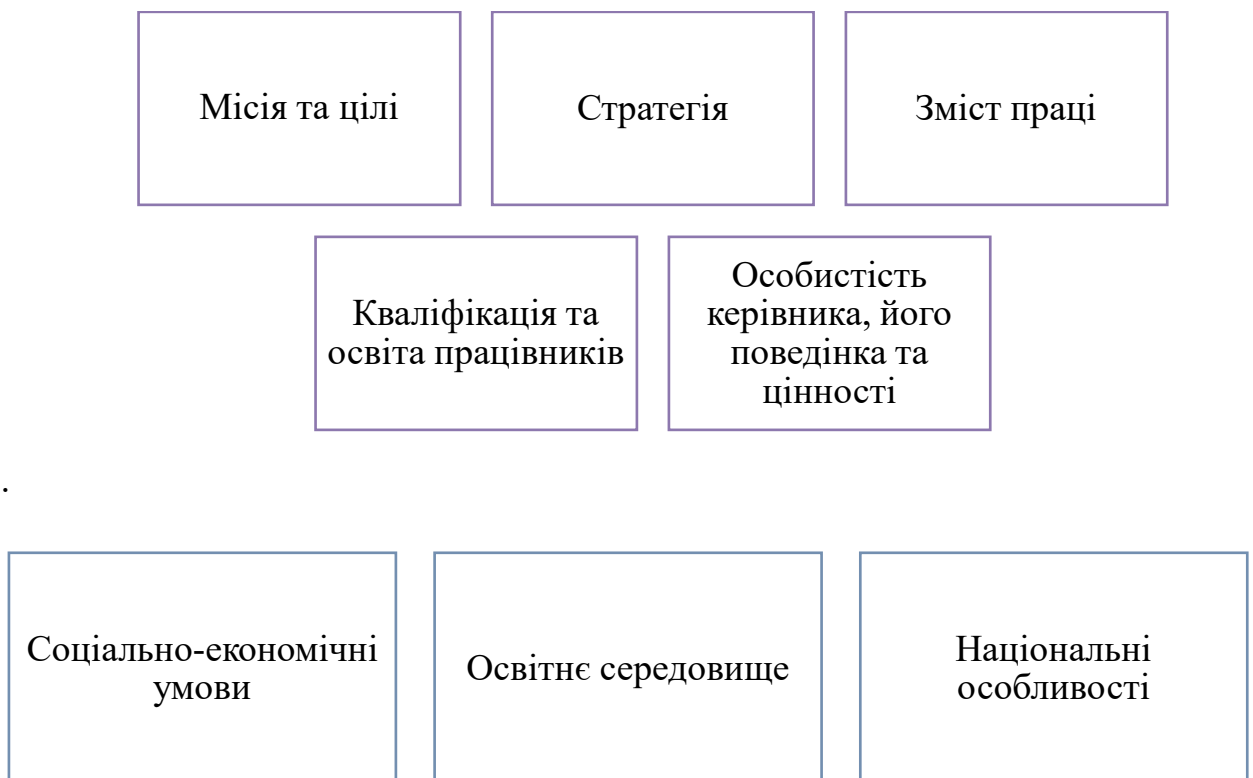 Місія та цілі
Стратегія
Зміст праці
Кваліфікація та
освіта працівників
Особистість
керівника, його
поведінка та
цінності
.
Соціально-економічні
умови
Освітнє середовище
Національні
особливості